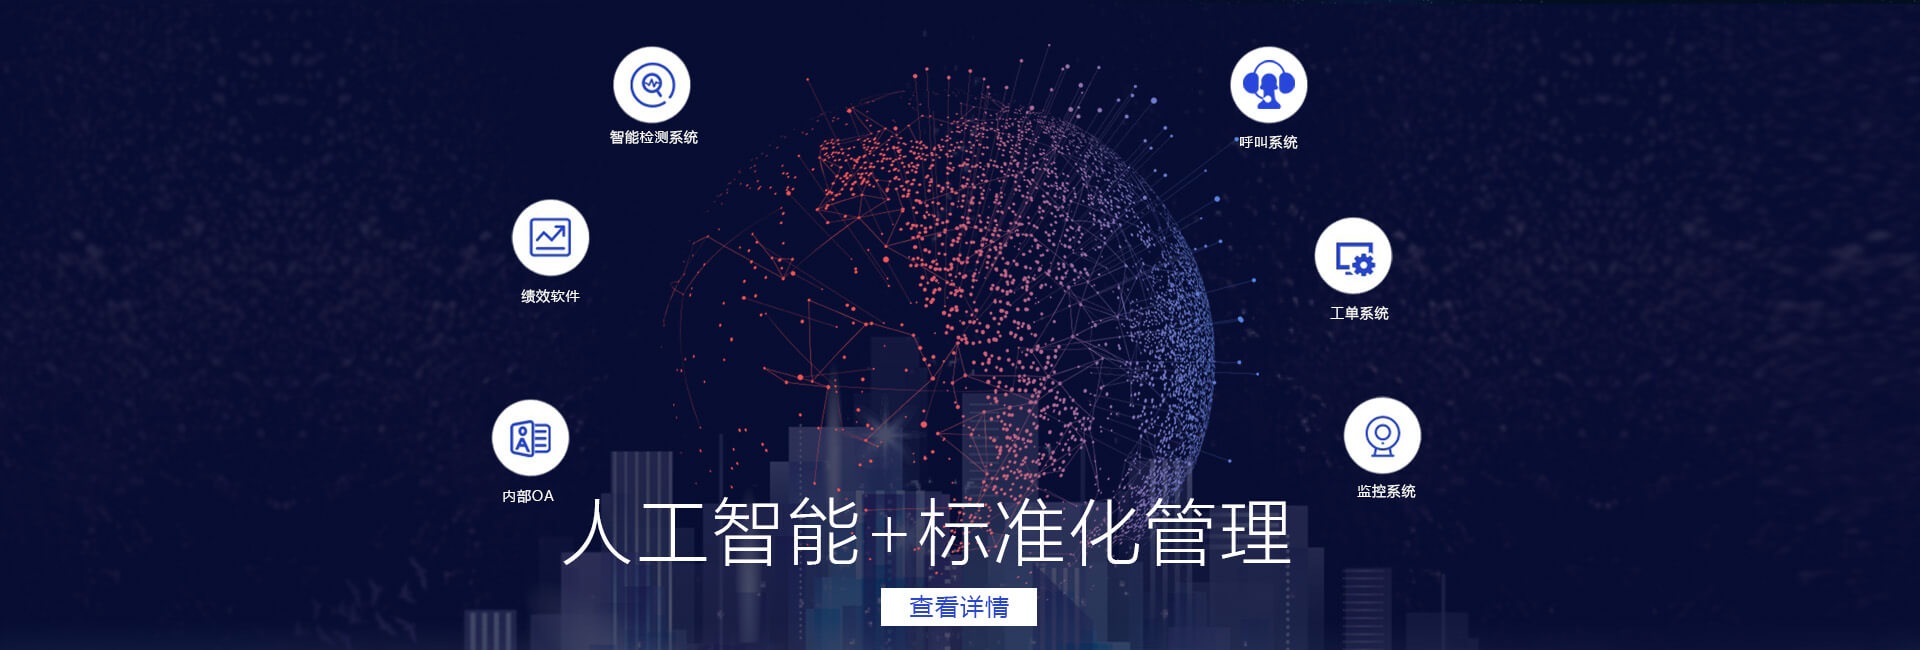 智能检测系统
呼叫系统
绩效软件
工单系统
内部OA
监控系统
人工智能+标准化管理
查看详情